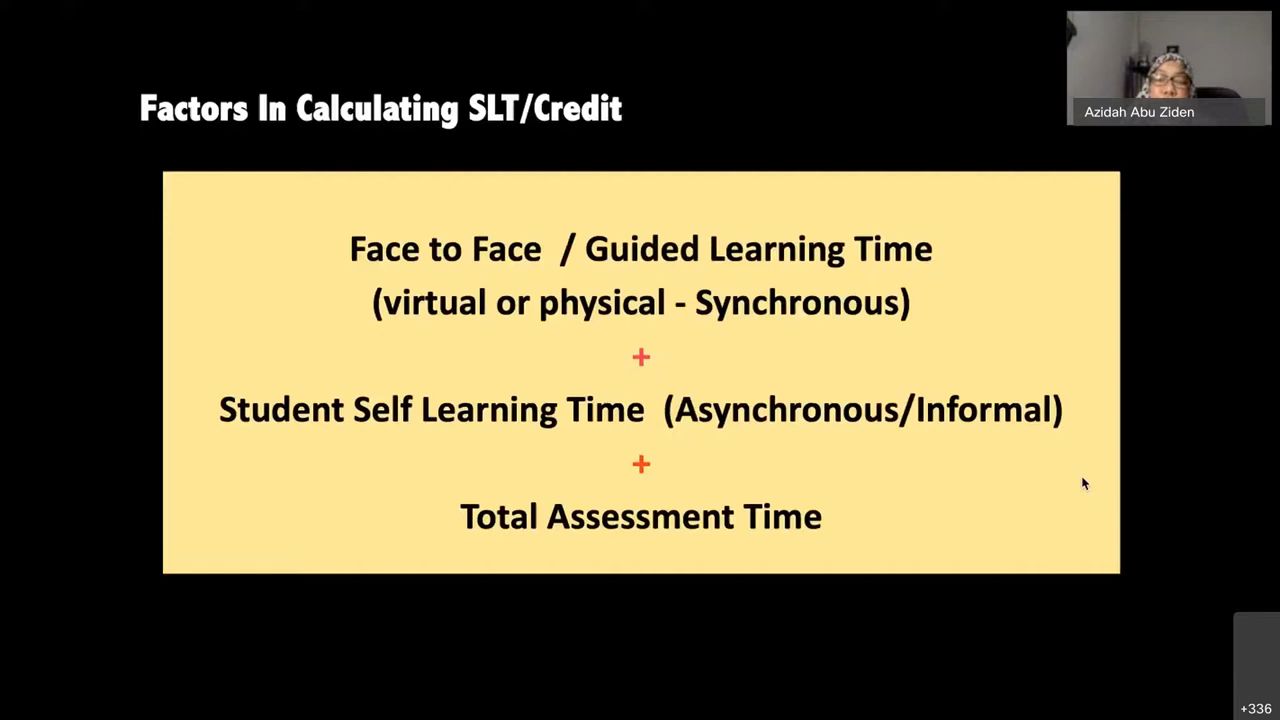 Factors In Calculating SLT/Credit
Azidah Abu Ziden
Face to Face / Guided Learning Time
(virtual or physical - Synchronous)
+
Student Self Learning Time (Asynchronous/Informal)
+
Total Assessment Time
+336